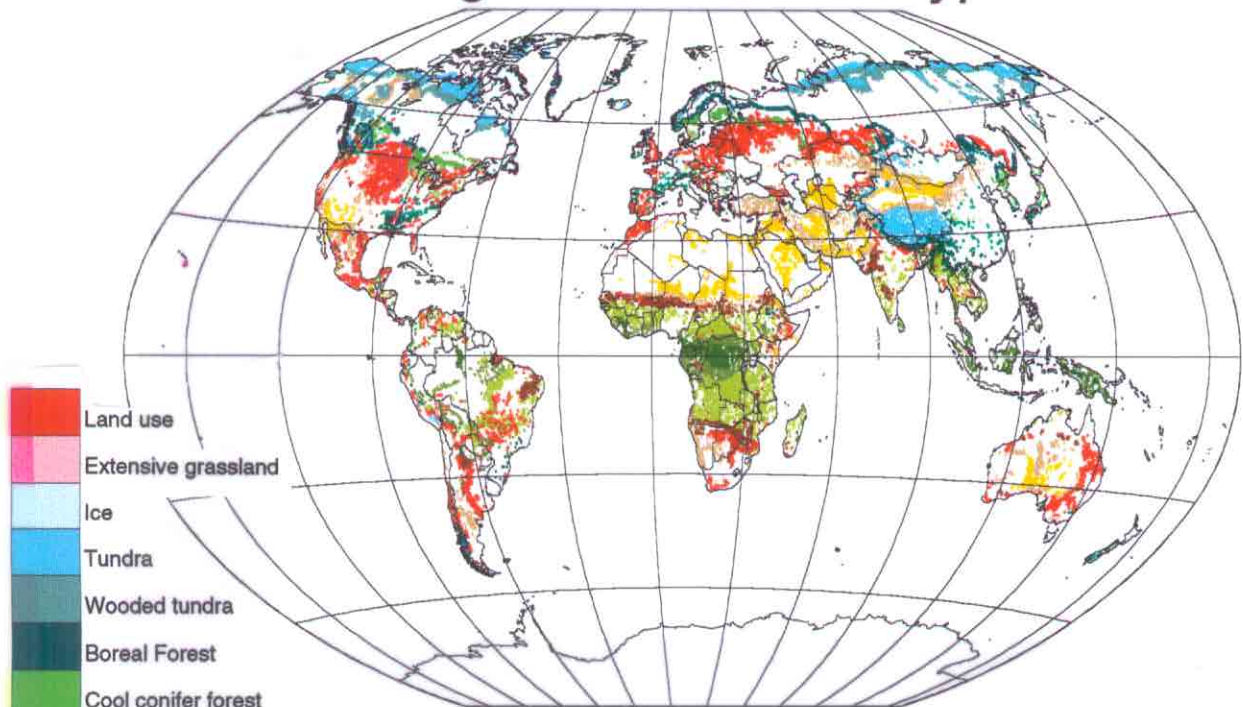 Land use
Extensive grassland
Ice
Tundra
Wooded tundra
Boreal Forest
Cool conifer forest